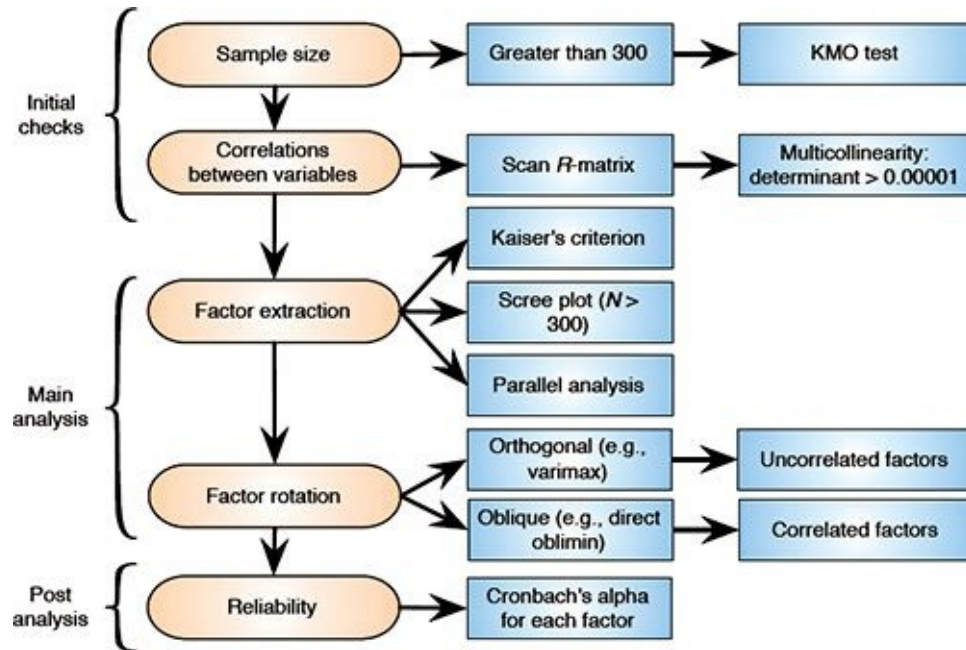 Initial
checks
Sample size
Greater than 300
KMO test
Correlations
between variables
Scan R-matrix
Multicollinearity:
determinant > 0.00001
Main
analysis
Factor extraction
Kaiser's criterion
Scree plot (N >
300)
Parallel analysis
Factor rotation
Orthogonal (e.g.,
varimax)
Uncorrelated factors
Oblique (e.g., direct
oblimin)
Correlated factors
Post
analysis
Reliability
Cronbach's alpha
for each factor